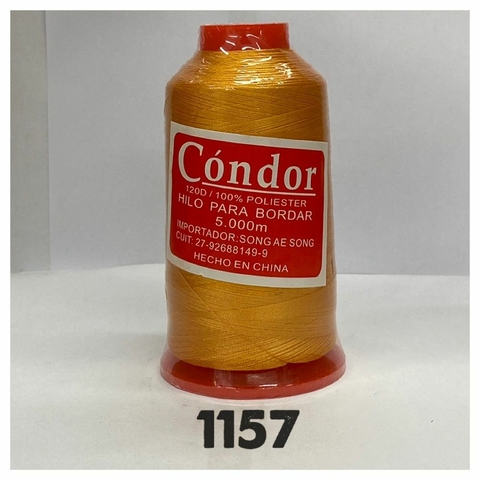 Cóndor
120D / 100% POLIESTER
HILO PARA BORDAR
5.000m
IMPORTADOR:SONG AE SONG
CUIT: 27-92688149-9
HECHO EN CHINA
1157